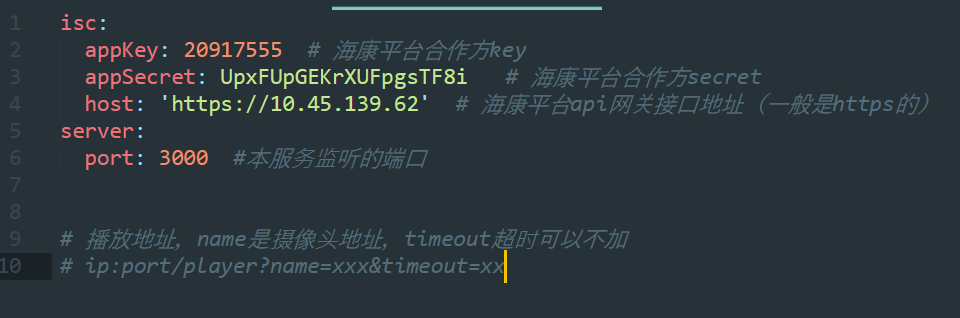 1 isc:
2 appKey: 20917555 # 海康平台合作方key
3 appSecret: UpxFUpGEKrXUFpgsTF8i # 海康平台合作方secret
4 host: 'https://10.45.139.62' # 海康平台api网关接口地址（一般是https的）
5 server:
6 port: 3000 #本服务监听的端口
7
8
9 # 播放地址, name是摄像头地址, timeout超时可以不加
10 # ip:port/player?name=xxx&timeout=xx